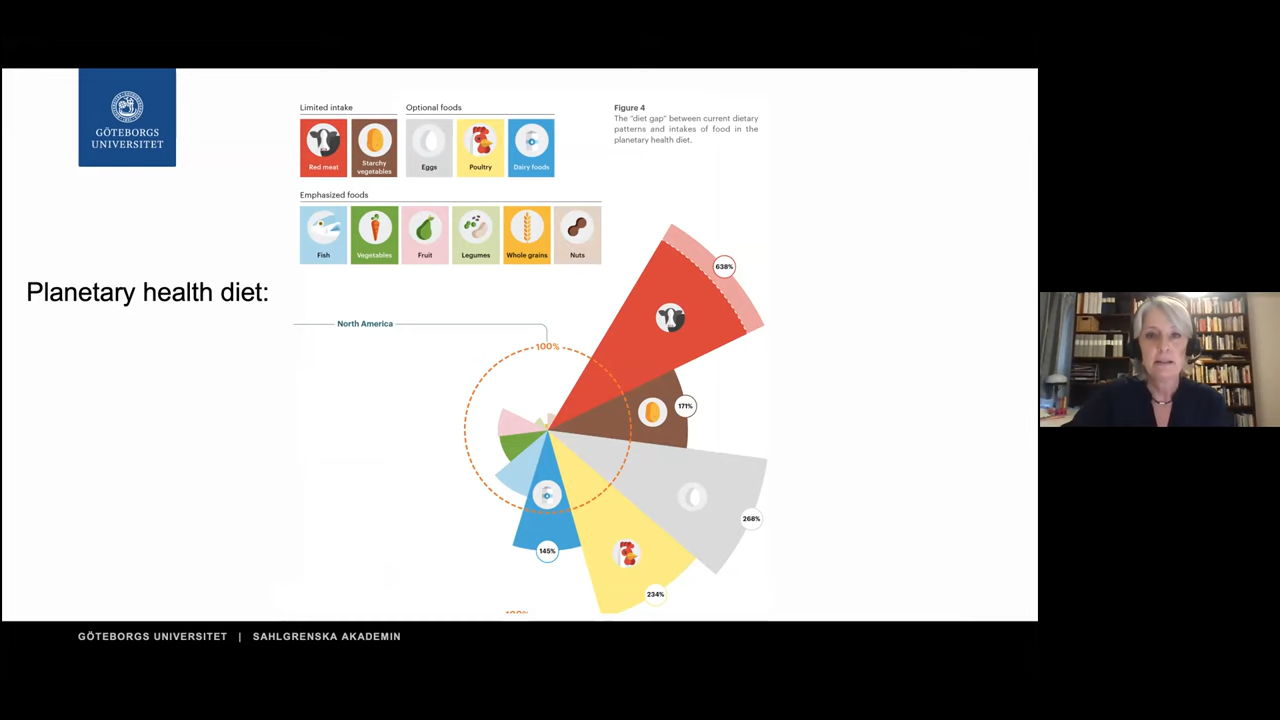 GÖTEBORGS
UNIVERSITET
Limited intake
Optional foods
Red meat
Starchy
vegetables
Eggs
Poultry
Dairy foods
Emphasized foods
Fish
Vegetables
Fruit
Legumes
Whole grains
Nuts
Figure 4
The "diet gap" between current dietary
patterns and intakes of food in the
planetary health diet.
Planetary health diet:
North America
100%
638%
171%
268%
145%
234%
GÖTEBORGS UNIVERSITET | SAHLGRENSKA AKADEMIN